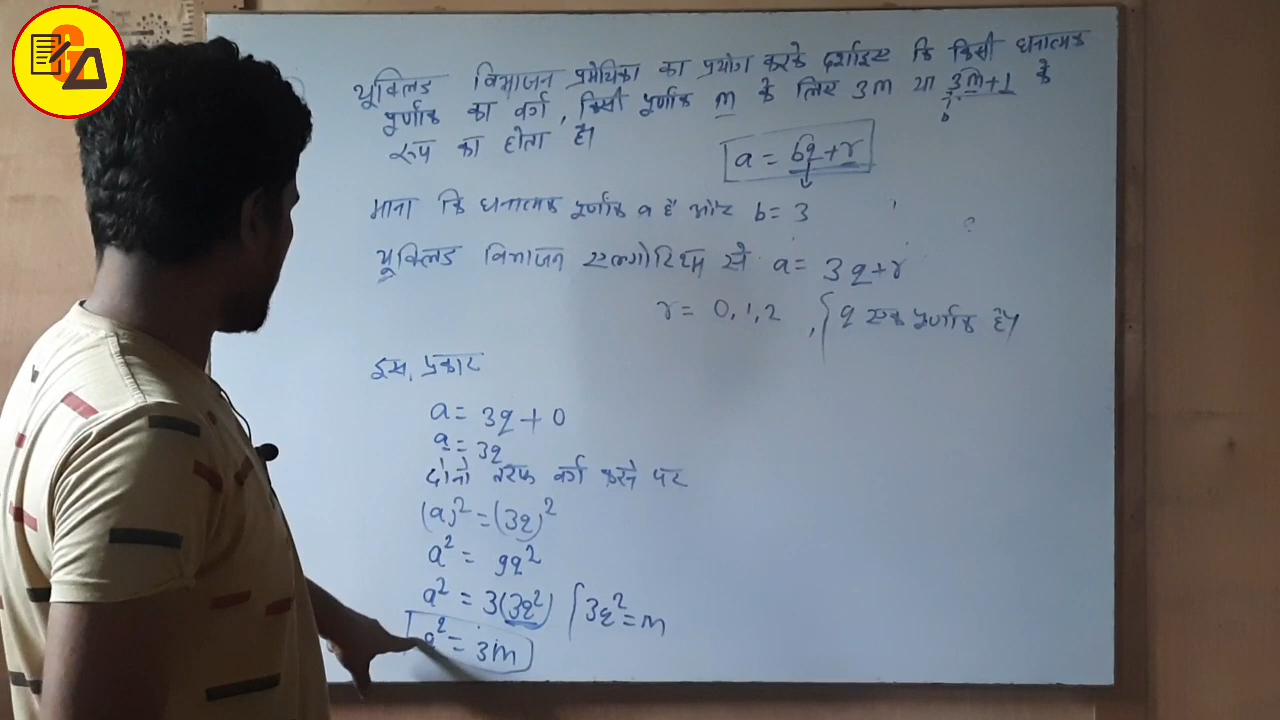 यूक्लिड विभाजन प्रमेयिका का प्रयोग करके दर्शाइए कि किसी धनात्मक
पूर्णांक का वर्ग, किसी पूर्णांक m के लिए 3m या 3m+1 के
रूप का होता है।
b
a = bq+r
माना कि धनात्मक पूर्णांक a है और b = 3
यूक्लिड विभाजन एल्गोरिथ्म से a = 3q+r
r = 0,1,2 , { q एक पूर्णांक है।
इस प्रकार
a = 3q + 0
a = 3q
दोनों तरफ वर्ग करने पर
(a)² = (3q)²
a² = 9q²
a² = 3(3q²) { 3q² = m
a² = 3m